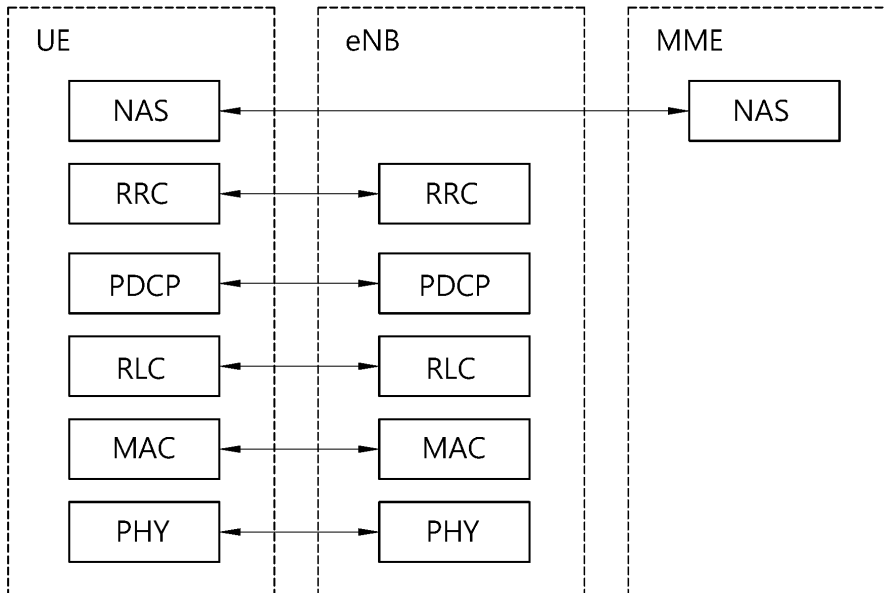 UE eNB MME
NAS NAS
RRC RRC
PDCP PDCP
RLC RLC
MAC MAC
PHY PHY